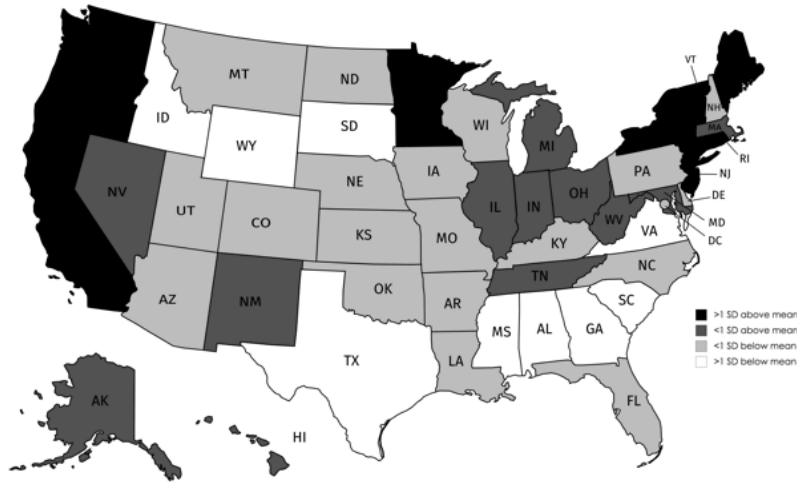 VT
MT
ND
NH
ID
SD
WI
MA
WY
MI
RI
IA
PA
NJ
NE
NV
OH
DE
IL
IN
UT
CO
WV
MD
VA
KS
MO
KY
DC
NC
TN
OK
AZ
NM
AR
SC
>1 SD above mean
<1 SD above mean
MS
AL
GA
<1 SD below mean
TX
LA
>1 SD below mean
FL
AK
HI